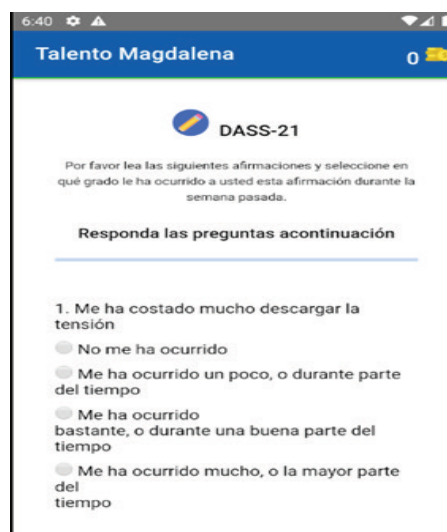 6:40
Talento Magdalena
0
DASS-21
Por favor lea las siguientes afirmaciones y seleccione en
qué grado le ha ocurrido a usted esta afirmación durante la
semana pasada.
Responda las preguntas acontinuación
1. Me ha costado mucho descargar la
tensión
No me ha ocurrido
Me ha ocurrido un poco, o durante parte
del tiempo
Me ha ocurrido
bastante, o durante una buena parte del
tiempo
Me ha ocurrido mucho, o la mayor parte
del
tiempo